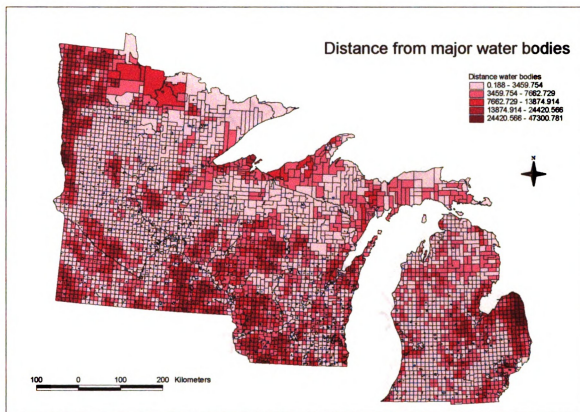 Distance from major water bodies
Distance water bodies
0.188 - 3459.754
3459.754 - 7662.729
7662.729 - 13874.914
13874.914 - 24420.566
24420.566 - 47300.781
N
100 0 100 200 Kilometers